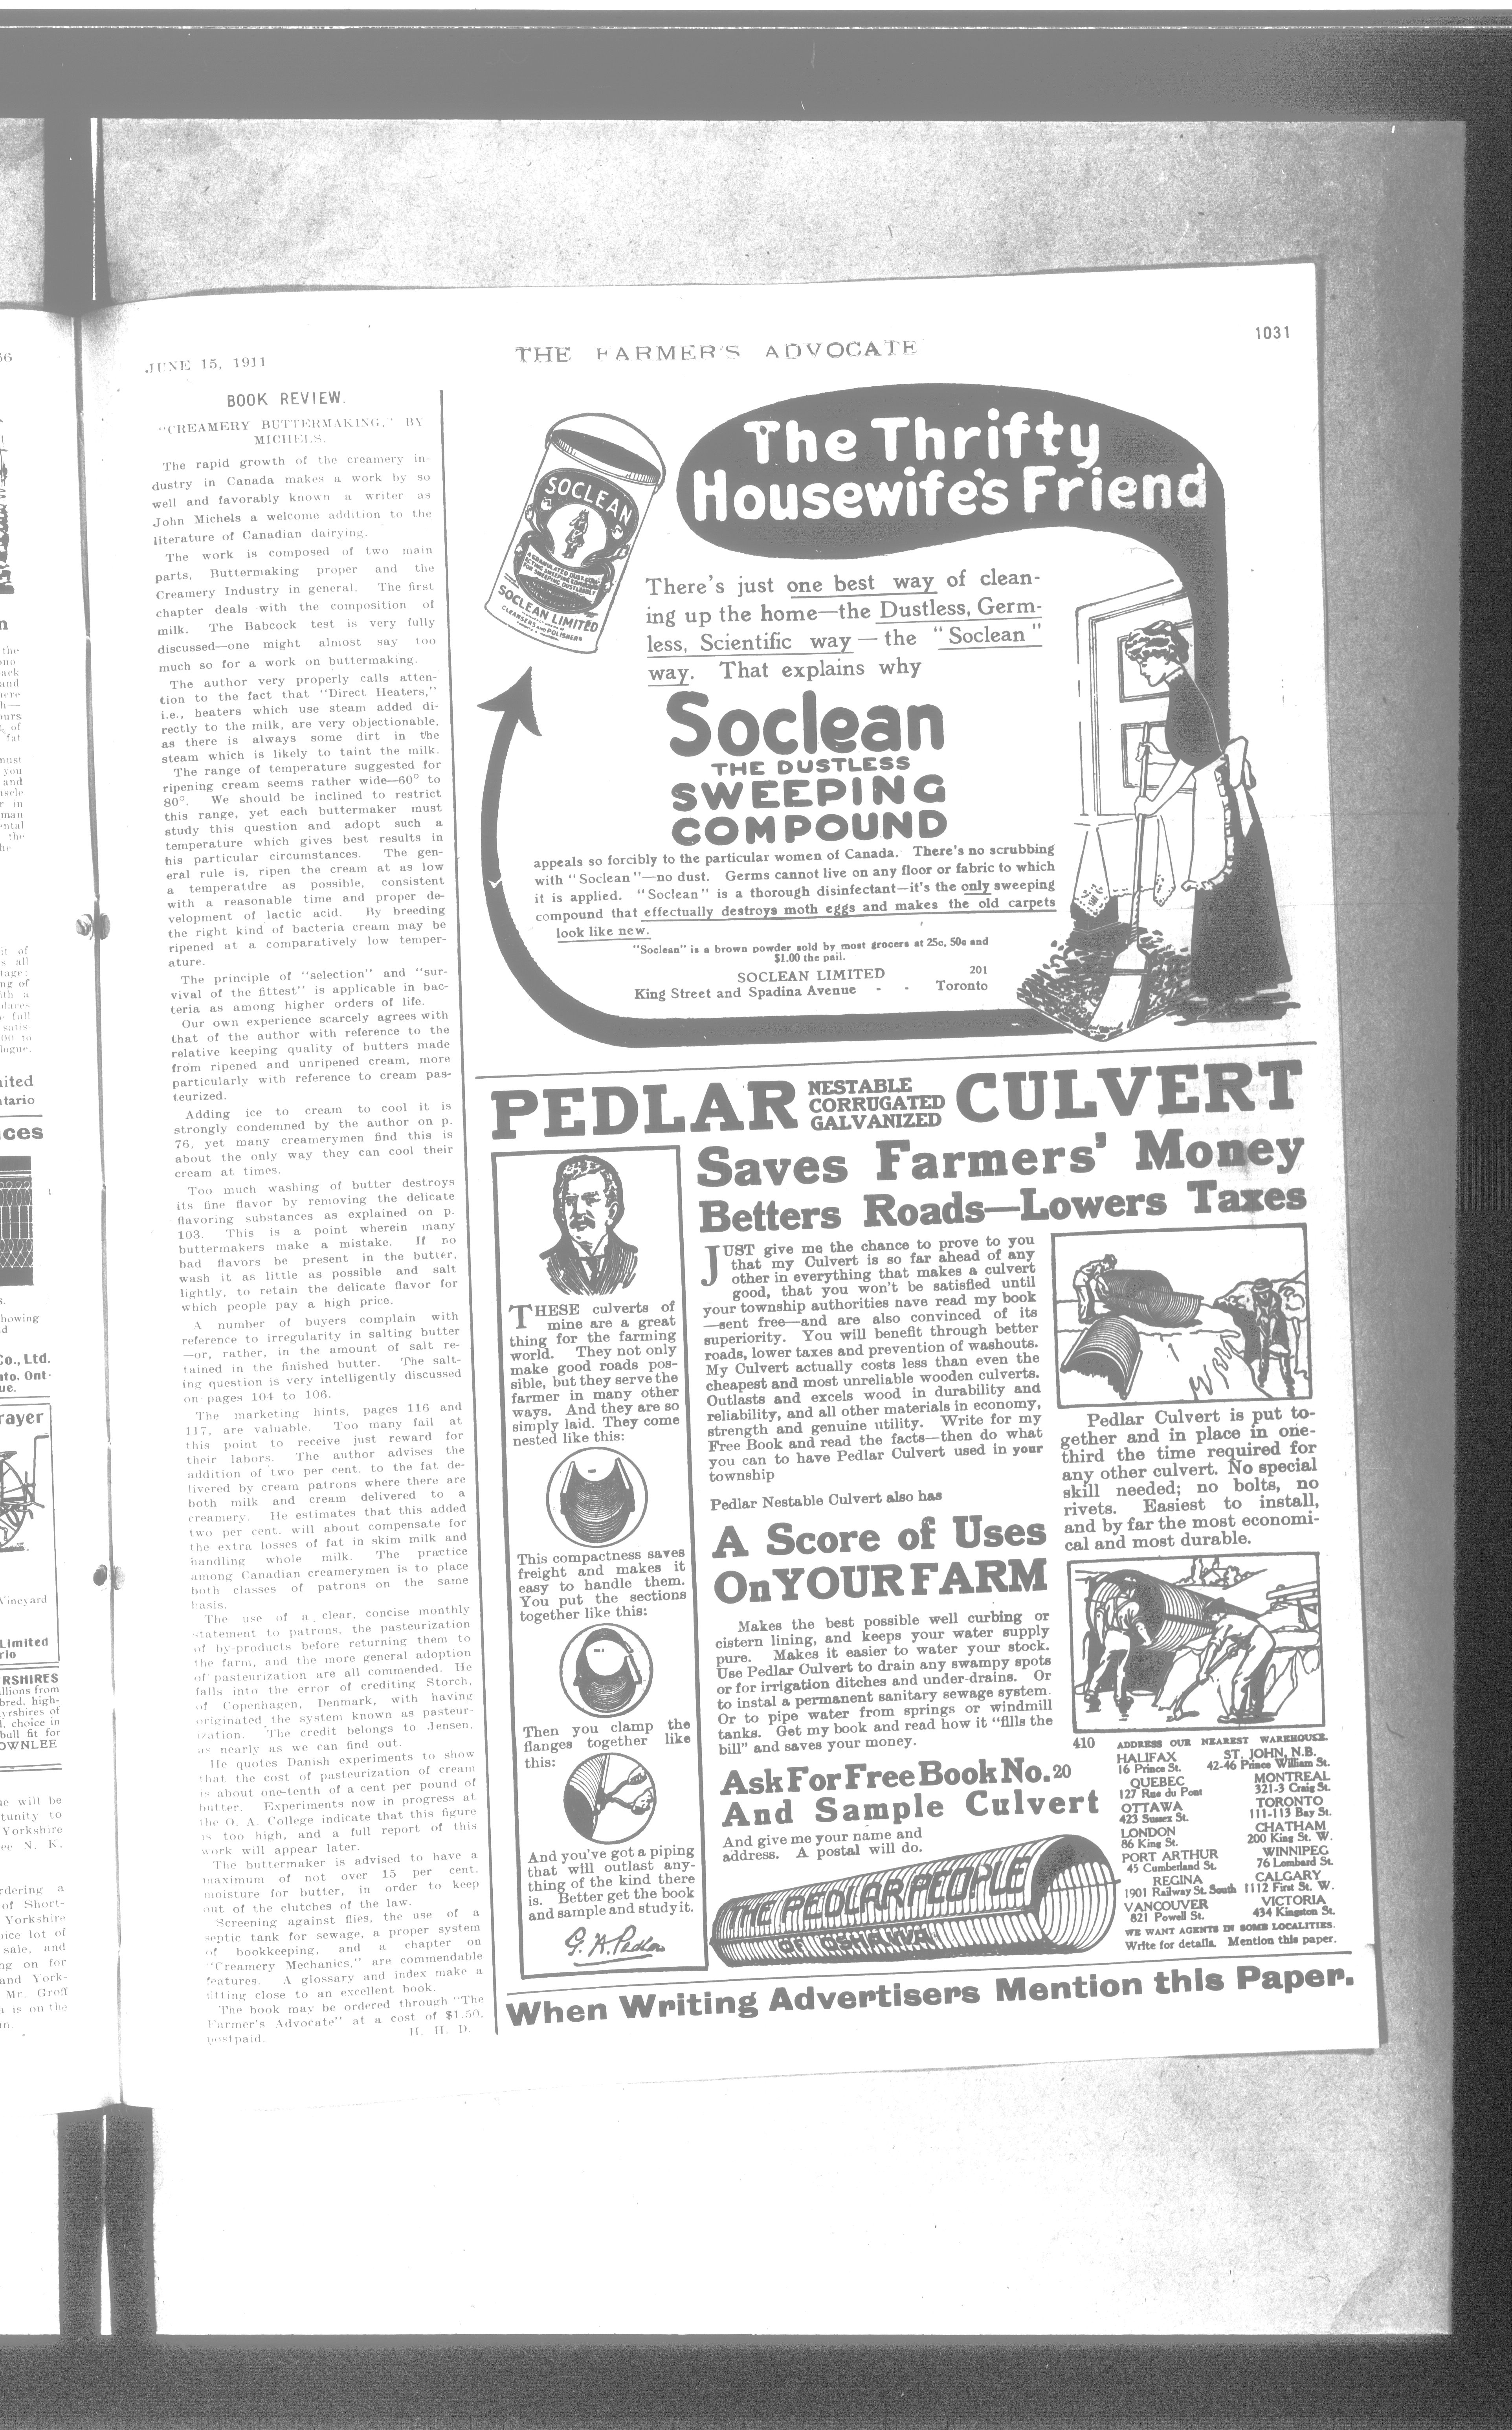 JUNE 15, 1911
THE FARMER'S ADVOCATE
1031
BOOK REVIEW.
"CREAMERY BUTTERMAKING," BY
MICHELS.
The rapid growth of the creamery in-
dustry in Canada makes a work by so
well and favorably known a writer as
John Michels a welcome addition to the
literature of Canadian dairying.
The work is composed of two main
parts, Buttermaking proper and the
Creamery Industry in general. The first
chapter deals with the composition of
milk. The Babcock test is very fully
discussed—one might almost say too
much so for a work on buttermaking.
The author very properly calls atten-
tion to the fact that "Direct Heaters,"
i.e., heaters which use steam added di-
rectly to the milk, are very objectionable,
as there is always some dirt in the
steam which is likely to taint the milk.
The range of temperature suggested for
ripening cream seems rather wide—60° to
80°. We should be inclined to restrict
this range, yet each buttermaker must
study this question and adopt such a
temperature which gives best results in
his particular circumstances. The gen-
eral rule is, ripen the cream at as low
a temperature as possible, consistent
with a reasonable time and proper de-
velopment of lactic acid. By breeding
the right kind of bacteria cream may be
ripened at a comparatively low temper-
ature.
The principle of "selection" and "sur-
vival of the fittest" is applicable in bac-
teria as among higher orders of life.
Our own experience scarcely agrees with
that of the author with reference to the
relative keeping quality of butters made
from ripened and unripened cream, more
particularly with reference to cream pas-
teurized.
Adding ice to cream to cool it is
strongly condemned by the author on p.
76, yet many creamerymen find this is
about the only way they can cool their
cream at times.
Too much washing of butter destroys
its fine flavor by removing the delicate
flavoring substances as explained on p.
103. This is a point wherein many
buttermakers make a mistake. If no
bad flavors be present in the butter,
wash it as little as possible and salt
lightly, to retain the delicate flavor for
which people pay a high price.
A number of buyers complain with
reference to irregularity in salting butter
—or, rather, in the amount of salt re-
tained in the finished butter. The salt-
ing question is very intelligently discussed
on pages 104 to 106.
The marketing hints, pages 116 and
117, are valuable. Too many fail at
this point to receive just reward for
their labors. The author advises the
addition of two per cent. to the fat de-
livered by cream patrons where there are
both milk and cream delivered to a
creamery. He estimates that this added
two per cent. will about compensate for
the extra losses of fat in skim milk and
handling whole milk. The practice
among Canadian creamerymen is to place
both classes of patrons on the same
basis.
The use of a clear, concise monthly
statement to patrons, the pasteurization
of by-products before returning them to
the farm, and the more general adoption
of pasteurization are all commended. He
falls into the error of crediting Storch,
of Copenhagen, Denmark, with having
originated the system known as pasteur-
ization. The credit belongs to Jensen,
as nearly as we can find out.
He quotes Danish experiments to show
that the cost of pasteurization of cream
is about one-tenth of a cent per pound of
butter. Experiments now in progress at
the O. A. College indicate that this figure
is too high, and a full report of this
work will appear later.
The buttermaker is advised to have a
maximum of not over 15 per cent.
moisture for butter, in order to keep
out of the clutches of the law.
Screening against flies, the use of a
septic tank for sewage, a proper system
of bookkeeping, and a chapter on
"Creamery Mechanics," are commendable
features. A glossary and index make a
fitting close to an excellent book.
The book may be ordered through "The
Farmer's Advocate" at a cost of $1.50,
postpaid. H. H. D.
SOCLEAN
SOCLEAN LIMITED
CLEANSERS AND POLISHERS
The Thrifty
Housewife's Friend
There's just one best way of clean-
ing up the home—the Dustless, Germ-
less, Scientific way — the "Soclean"
way. That explains why
Soclean
THE DUSTLESS
SWEEPING
COMPOUND
appeals so forcibly to the particular women of Canada. There's no scrubbing
with "Soclean"—no dust. Germs cannot live on any floor or fabric to which
it is applied. "Soclean" is a thorough disinfectant—it's the only sweeping
compound that effectually destroys moth eggs and makes the old carpets
look like new.
"Soclean" is a brown powder sold by most grocers at 25c, 50c and
$1.00 the pail.
SOCLEAN LIMITED 201
King Street and Spadina Avenue - - Toronto
PEDLAR NESTABLE CORRUGATED GALVANIZED CULVERT
Saves Farmers' Money
Betters Roads—Lowers Taxes
THESE culverts of
mine are a great
thing for the farming
world. They not only
make good roads pos-
sible, but they serve the
farmer in many other
ways. And they are so
simply laid. They come
nested like this:
This compactness saves
freight and makes it
easy to handle them.
You put the sections
together like this:
Then you clamp the
flanges together like
this:
And you've got a piping
that will outlast any-
thing of the kind there
is. Better get the book
and sample and study it.
G. H. Pedlar
JUST give me the chance to prove to you
that my Culvert is so far ahead of any
other in everything that makes a culvert
good, that you won't be satisfied until
your township authorities nave read my book
—sent free—and are also convinced of its
superiority. You will benefit through better
roads, lower taxes and prevention of washouts.
My Culvert actually costs less than even the
cheapest and most unreliable wooden culverts.
Outlasts and excels wood in durability and
reliability, and all other materials in economy,
strength and genuine utility. Write for my
Free Book and read the facts—then do what
you can to have Pedlar Culvert used in your
township
Pedlar Nestable Culvert also has
A Score of Uses
On YOUR FARM
Makes the best possible well curbing or
cistern lining, and keeps your water supply
pure. Makes it easier to water your stock.
Use Pedlar Culvert to drain any swampy spots
or for irrigation ditches and under-drains. Or
to instal a permanent sanitary sewage system.
Or to pipe water from springs or windmill
tanks. Get my book and read how it "fills the
bill" and saves your money.
Ask For Free Book No. 20
And Sample Culvert
And give me your name and
address. A postal will do.
THE PEDLAR PEOPLE
OF OSHAWA
Pedlar Culvert is put to-
gether and in place in one-
third the time required for
any other culvert. No special
skill needed; no bolts, no
rivets. Easiest to install,
and by far the most economi-
cal and most durable.
410 ADDRESS OUR NEAREST WAREHOUSE.
HALIFAX
16 Prince St.
ST. JOHN, N.B.
42-46 Prince William St.
QUEBEC
127 Rue du Pont
MONTREAL
321-3 Craig St.
OTTAWA
423 Sussex St.
TORONTO
111-113 Bay St.
LONDON
86 King St.
CHATHAM
200 King St. W.
PORT ARTHUR
45 Cumberland St.
WINNIPEG
76 Lombard St.
REGINA
1901 Railway St. South
CALGARY
1112 First St. W.
VANCOUVER
821 Powell St.
VICTORIA
434 Kingston St.
WE WANT AGENTS IN SOME LOCALITIES.
Write for details. Mention this paper.
When Writing Advertisers Mention this Paper.